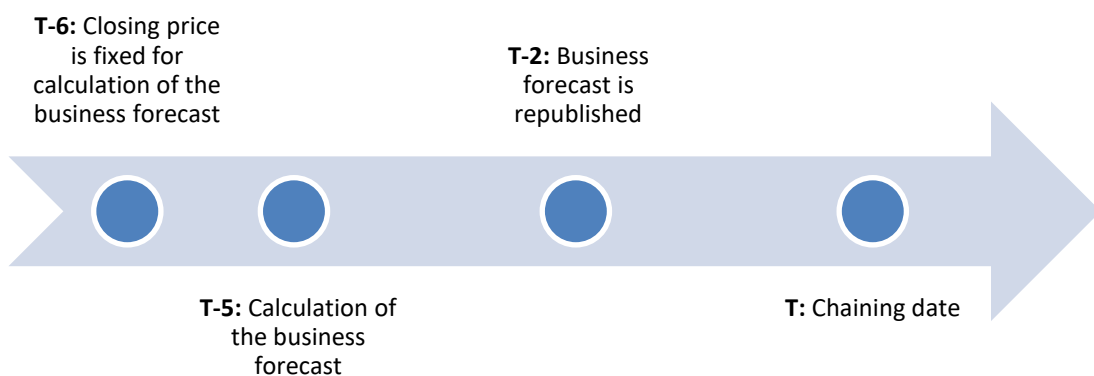 T-6: Closing price
is fixed for
calculation of the
business forecast
T-5: Calculation of
the business
forecast
T-2: Business
forecast is
republished
T: Chaining date